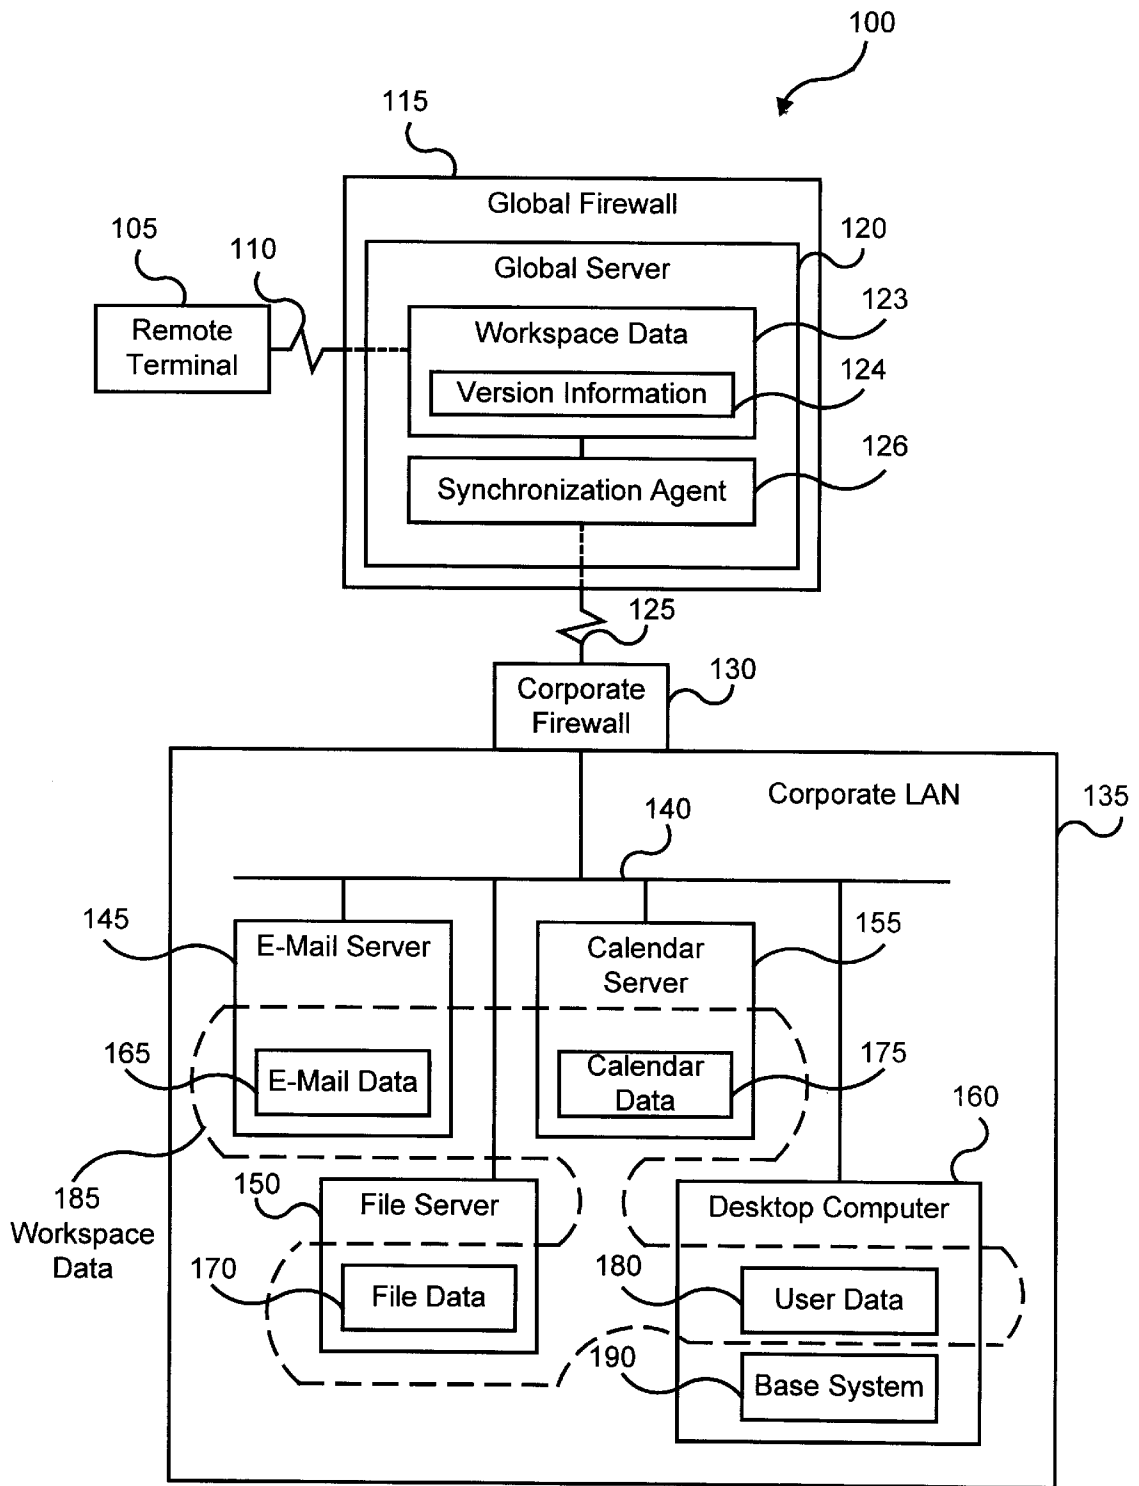 100
115
Global Firewall
105
110
120
Global Server
123
Remote
Terminal
Workspace Data
124
Version Information
126
Synchronization Agent
125
130
Corporate
Firewall
Corporate LAN
135
140
145
E-Mail Server
Calendar
Server
155
165
E-Mail Data
Calendar
Data
175
160
185
Workspace
Data
150
File Server
Desktop Computer
170
File Data
180
User Data
190
Base System